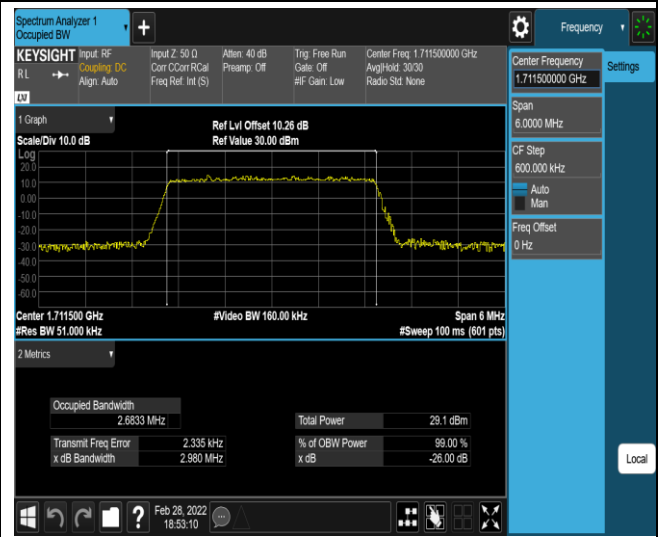 Spectrum Analyzer 1
Occupied BW
Frequency
KEYSIGHT
RL
LXI
Input: RF
Coupling: DC
Align: Auto
Input Z: 50 Ω
Corr CCorr RCal
Freq Ref: Int (S)
Atten: 40 dB
Preamp: Off
Trig: Free Run
Gate: Off
#IF Gain: Low
Center Freq: 1.711500000 GHz
Avg|Hold: 30/30
Radio Std: None
Center Frequency
1.711500000 GHz
Settings
Span
6.0000 MHz
CF Step
600.000 kHz
Auto
Man
Freq Offset
0 Hz
1 Graph
Scale/Div 10.0 dB
Ref Lvl Offset 10.26 dB
Ref Value 30.00 dBm
Log
20.0
10.0
0.00
-10.0
-20.0
-30.0
-40.0
-50.0
-60.0
Center 1.711500 GHz
#Res BW 51.000 kHz
#Video BW 160.00 kHz
Span 6 MHz
#Sweep 100 ms (601 pts)
2 Metrics
Occupied Bandwidth
2.6833 MHz
Total Power 29.1 dBm
Transmit Freq Error 2.335 kHz
% of OBW Power 99.00 %
x dB Bandwidth 2.980 MHz
x dB -26.00 dB
Local
?
Feb 28, 2022
18:53:10